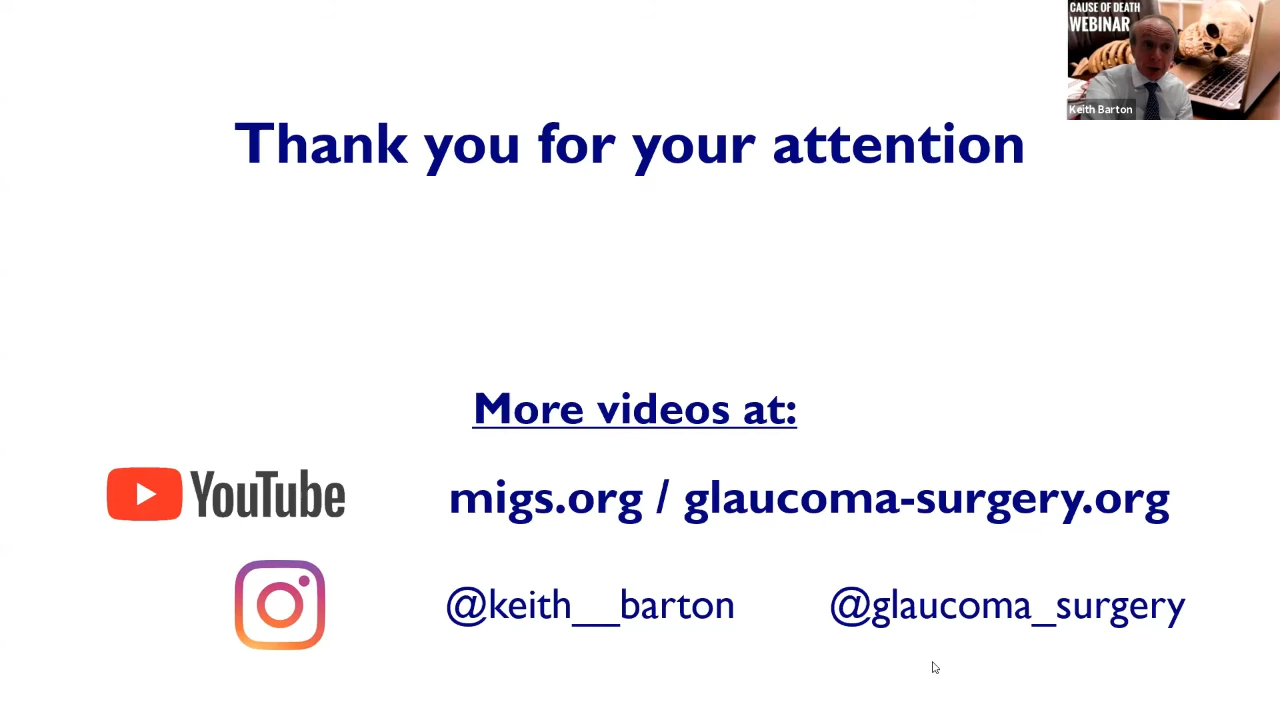 CAUSE OF DEATH
WEBINAR
Keith Barton
Thank you for your attention
More videos at:
YouTube
migs.org / glaucoma-surgery.org
@keith__barton @glaucoma_surgery